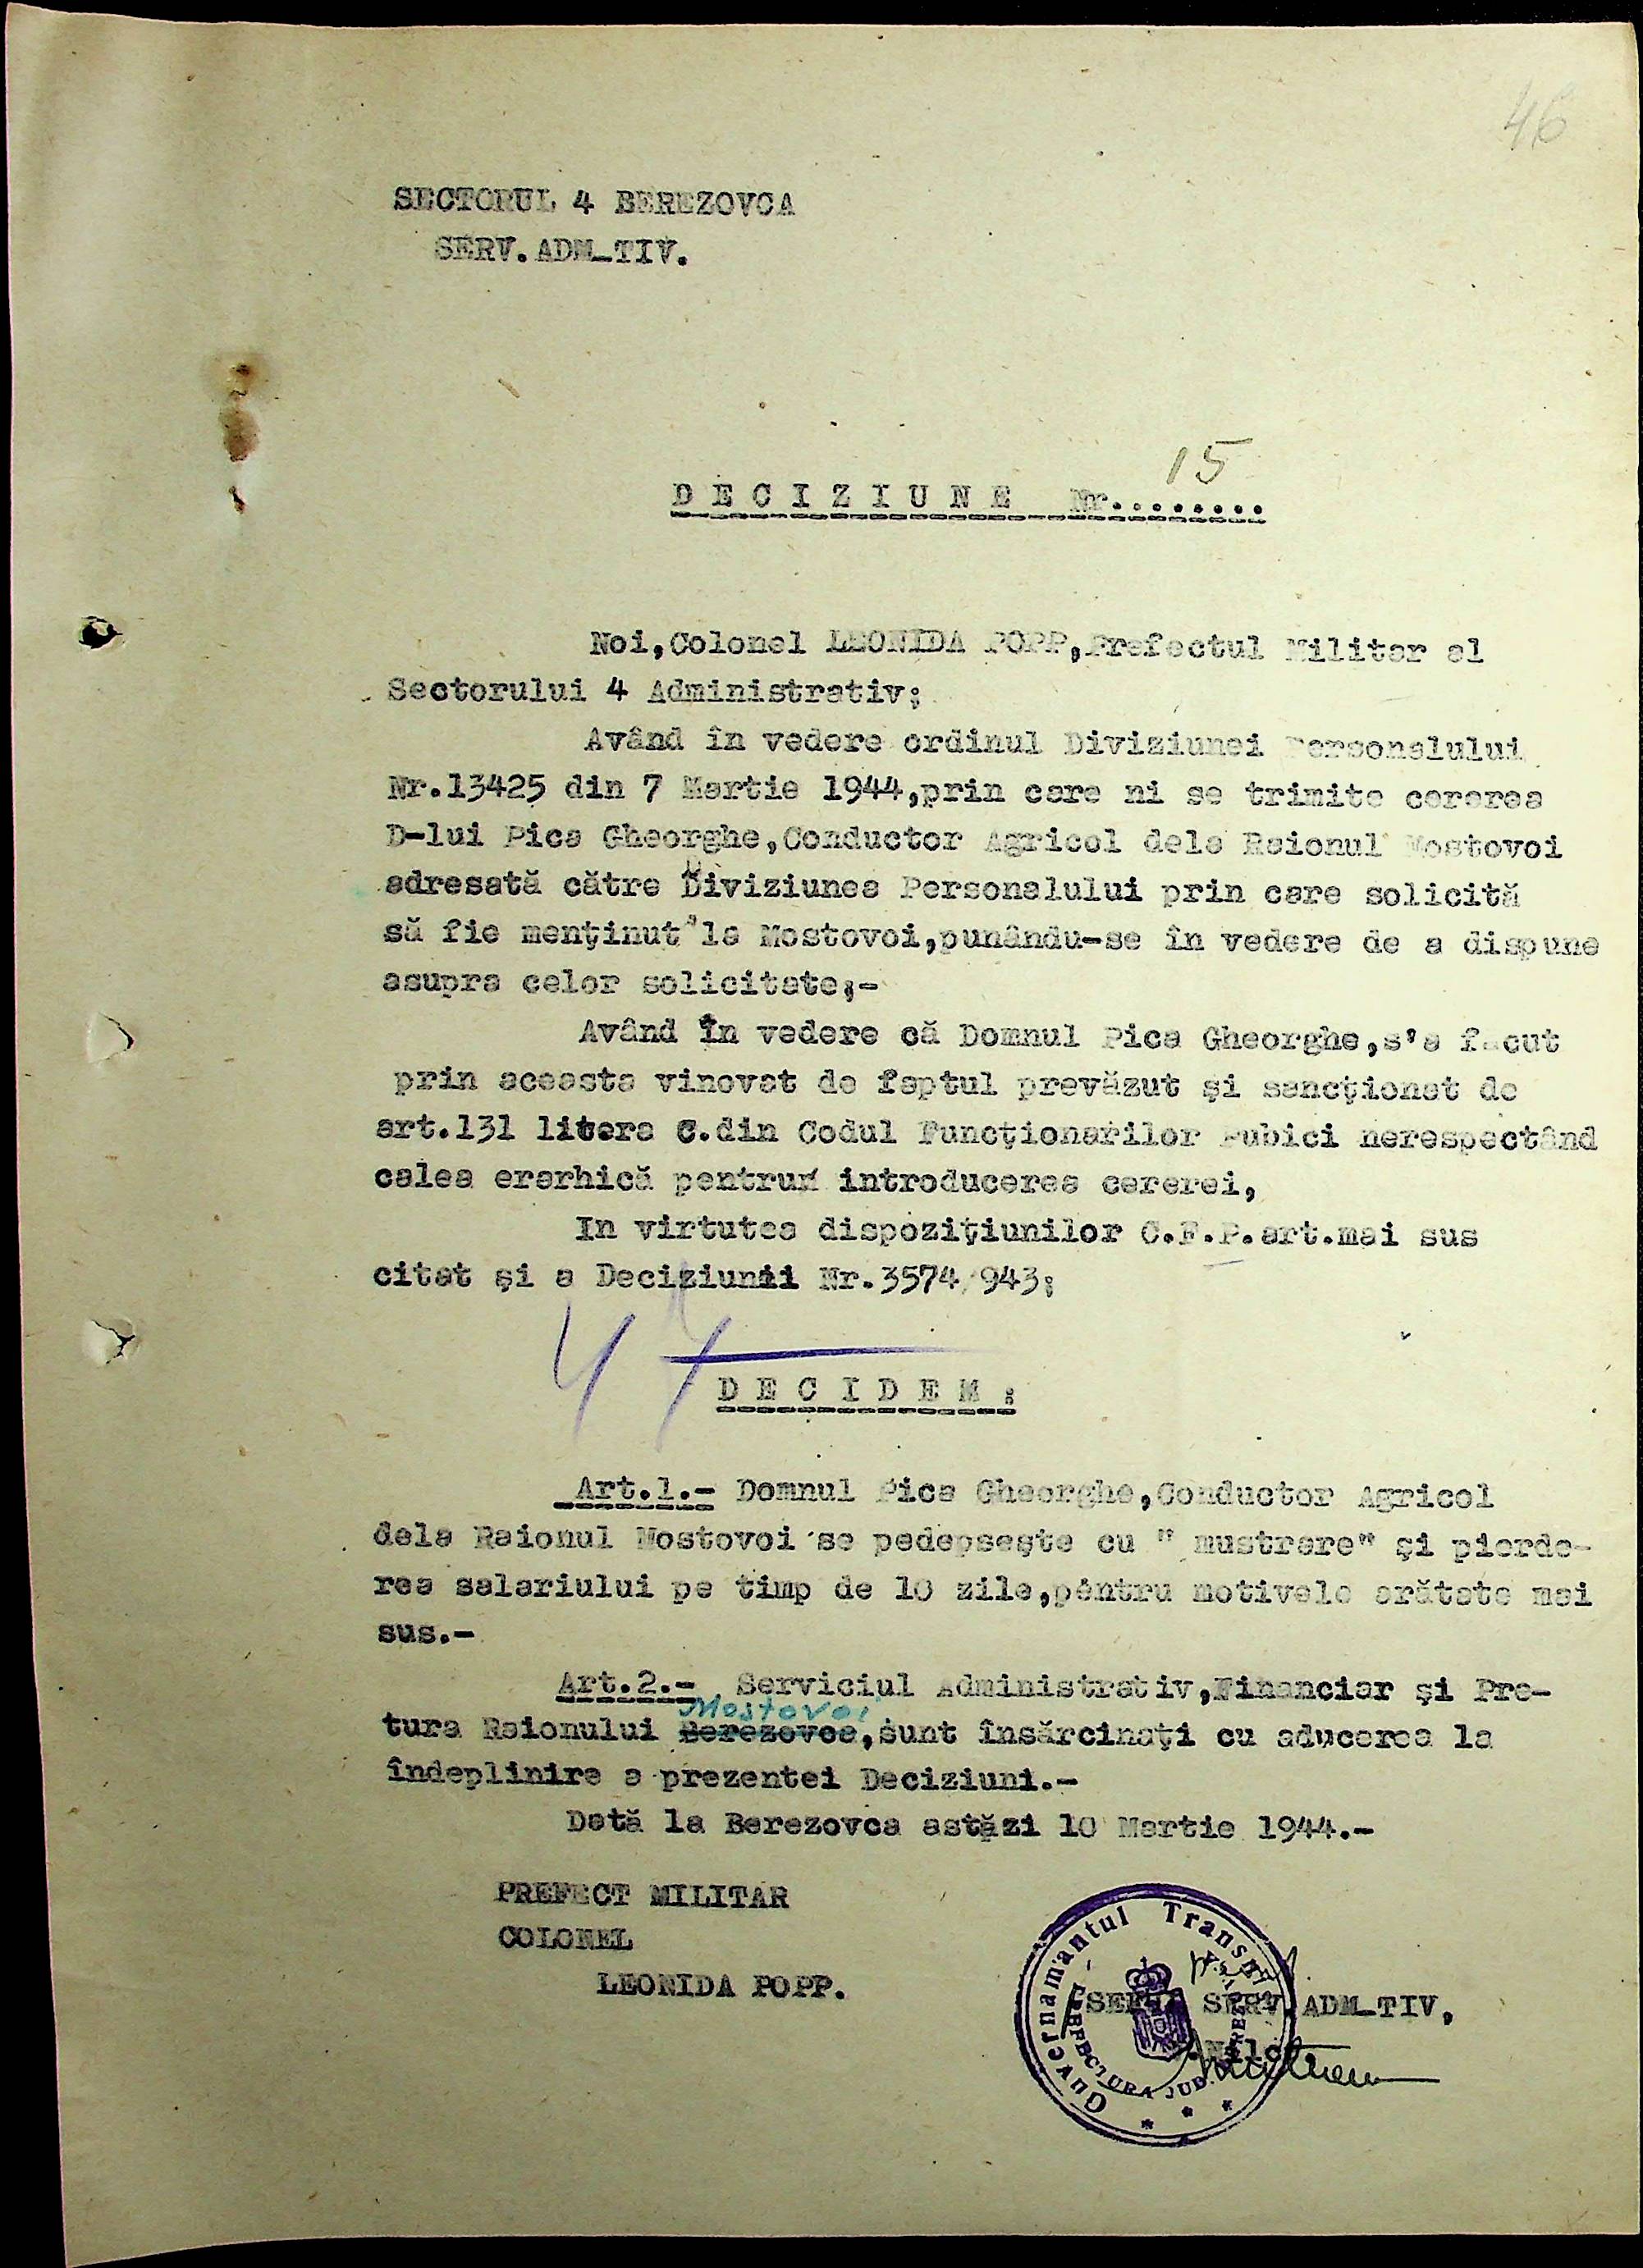 46
SECTORUL 4 BEREZOVCA
SERV. ADM_TIV.
15
DECIZIUNE Nr.........
Noi,Colonel LEONIDA POPP,Prefectul Militar al
Sectorului 4 Administrativ;
Având în vedere ordinul Diviziunei Personalului
Nr.13425 din 7 Martie 1944,prin care ni se trimite cererea
D-lui Pica Gheorghe,Conductor Agricol dela Raionul Mostovoi
adresată către Diviziunea Personalului prin care solicită
să fie menţinut la Mostovoi,punându-se în vedere de a dispune
asupra celor solicitate;-
Având în vedere că Domnul Pica Gheorghe,s'a facut
prin aceasta vinovat de faptul prevăzut şi sancţionat de
art.131 litera C.din Codul Funcţionarilor Pubici nerespectând
calea erarhică pentru introducerea cererei,
In virtutea dispoziţiunilor C.F.P.art.mai sus
citat şi a Deciziunii Nr.3574/943;
DECIDEM:
Art.1.- Domnul Pica Gheorghe,Conductor Agricol
dela Raionul Mostovoi se pedepseşte cu " mustrare" şi pierde-
rea salariului pe timp de 10 zile,pentru motivele arătate mai
sus.-
Art.2.- Serviciul Administrativ,Financiar şi Pre-
Mostovoi
tura Raionului Berezovca,sunt însărcinaţi cu aducerea la
îndeplinire a prezentei Deciziuni.-
Dată la Berezovca astăzi 10 Martie 1944.-
PREFECT MILITAR
COLONEL
LEONIDA POPP.
SEFUL SERV.ADM_TIV,
Guvernamantul
PREFECTURA JUD.